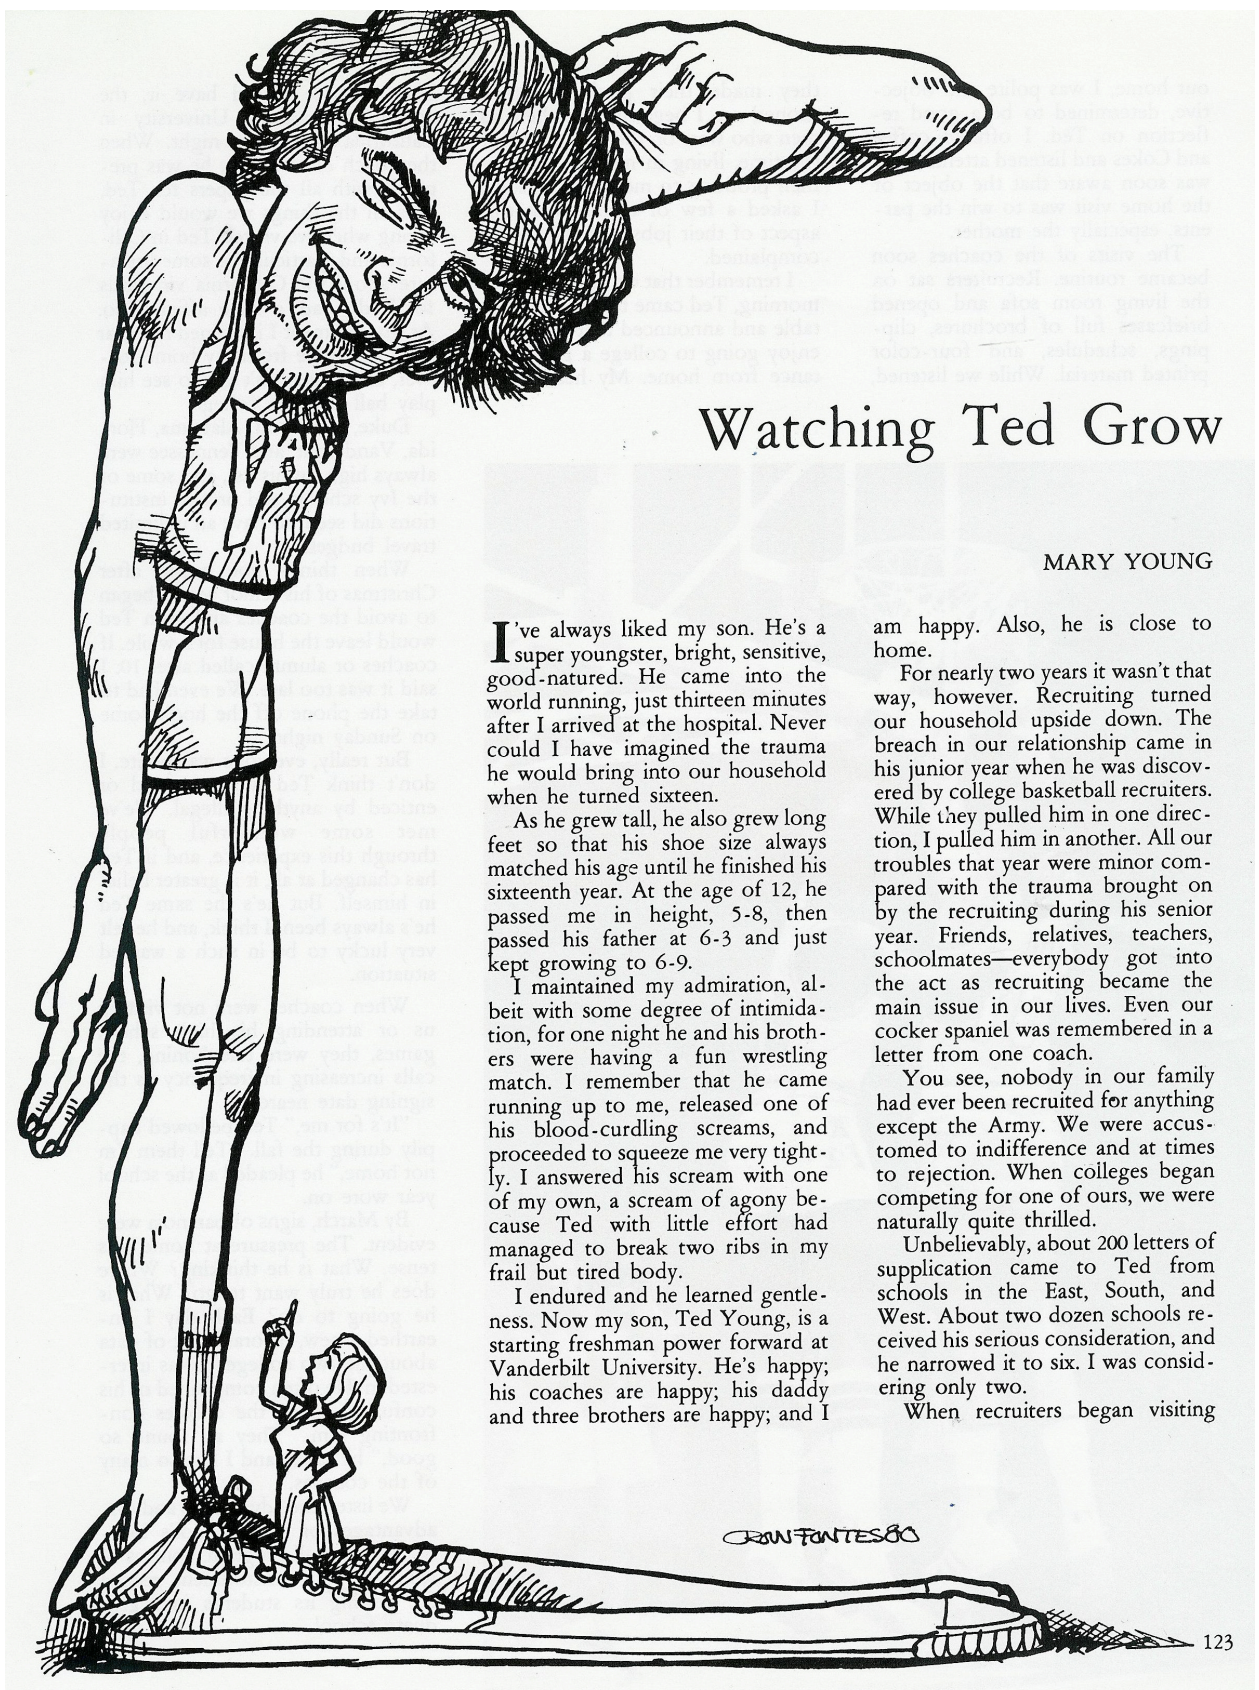 Watching Ted Grow
MARY YOUNG
I've always liked my son. He's a
super youngster, bright, sensitive,
good-natured. He came into the
world running, just thirteen minutes
after I arrived at the hospital. Never
could I have imagined the trauma
he would bring into our household
when he turned sixteen.
As he grew tall, he also grew long
feet so that his shoe size always
matched his age until he finished his
sixteenth year. At the age of 12, he
passed me in height, 5-8, then
passed his father at 6-3 and just
kept growing to 6-9.
I maintained my admiration, al-
beit with some degree of intimida-
tion, for one night he and his broth-
ers were having a fun wrestling
match. I remember that he came
running up to me, released one of
his blood-curdling screams, and
proceeded to squeeze me very tight-
ly. I answered his scream with one
of my own, a scream of agony be-
cause Ted with little effort had
managed to break two ribs in my
frail but tired body.
I endured and he learned gentle-
ness. Now my son, Ted Young, is a
starting freshman power forward at
Vanderbilt University. He's happy;
his coaches are happy; his daddy
and three brothers are happy; and I
am happy. Also, he is close to
home.
For nearly two years it wasn't that
way, however. Recruiting turned
our household upside down. The
breach in our relationship came in
his junior year when he was discov-
ered by college basketball recruiters.
While they pulled him in one direc-
tion, I pulled him in another. All our
troubles that year were minor com-
pared with the trauma brought on
by the recruiting during his senior
year. Friends, relatives, teachers,
schoolmates—everybody got into
the act as recruiting became the
main issue in our lives. Even our
cocker spaniel was remembered in a
letter from one coach.
You see, nobody in our family
had ever been recruited for anything
except the Army. We were accus-
tomed to indifference and at times
to rejection. When colleges began
competing for one of ours, we were
naturally quite thrilled.
Unbelievably, about 200 letters of
supplication came to Ted from
schools in the East, South, and
West. About two dozen schools re-
ceived his serious consideration, and
he narrowed it to six. I was consid-
ering only two.
When recruiters began visiting
123